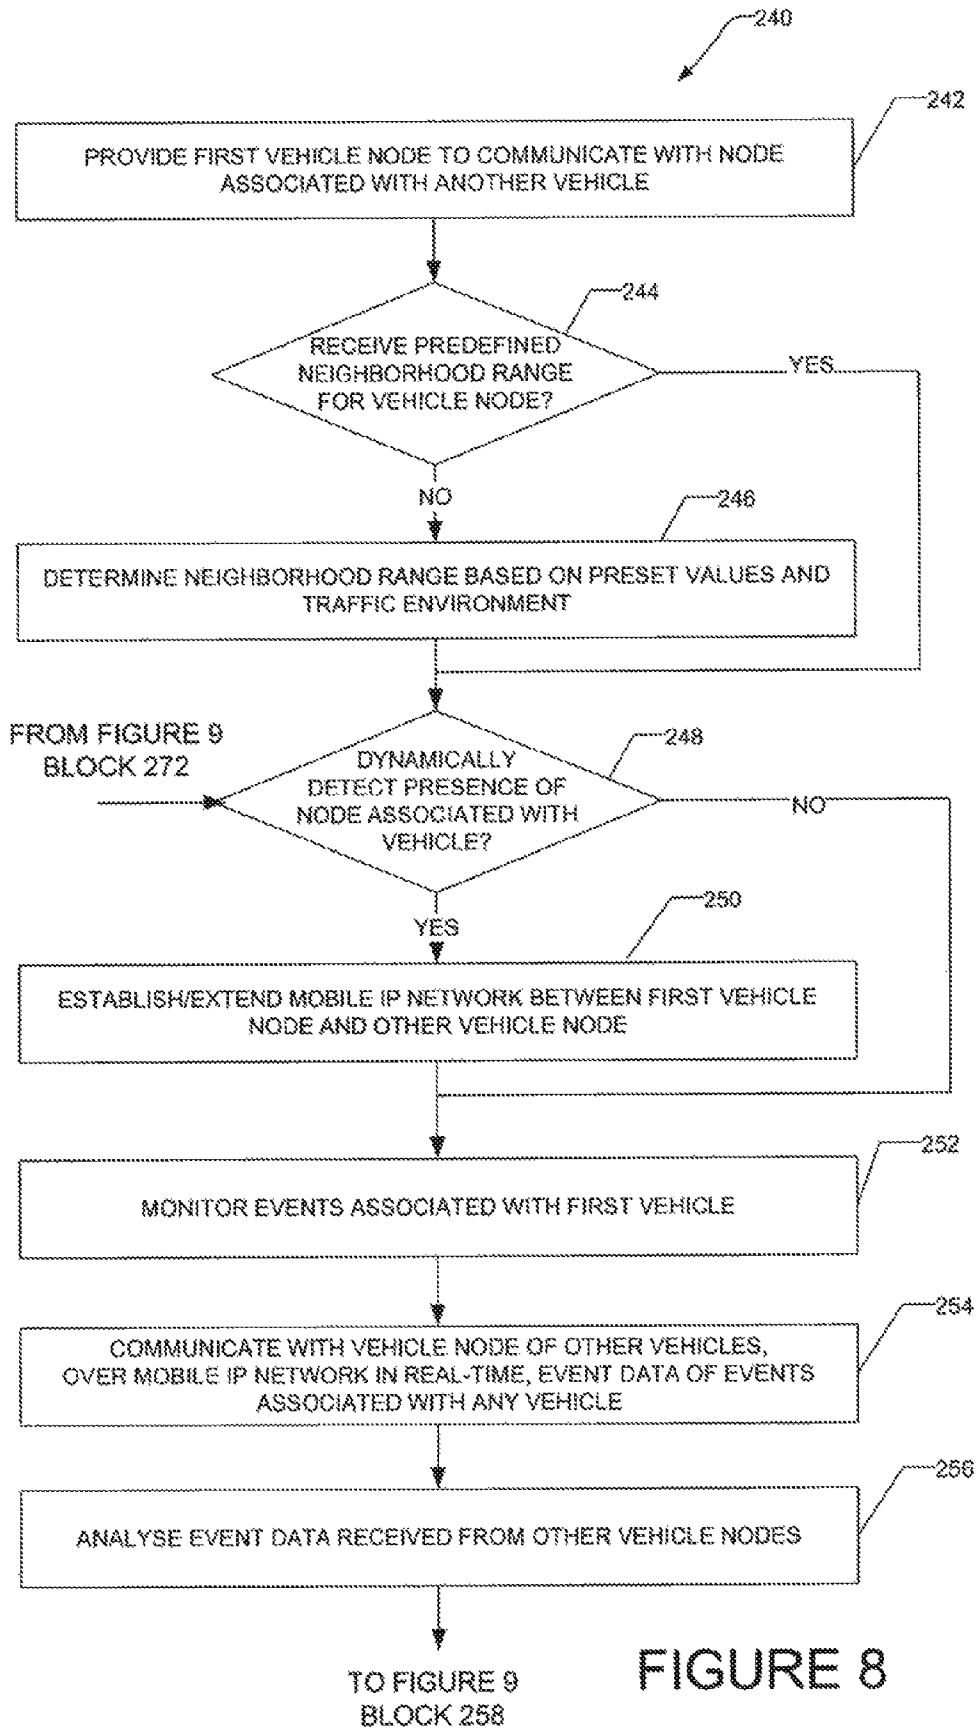 240
242
PROVIDE FIRST VEHICLE NODE TO COMMUNICATE WITH NODE
ASSOCIATED WITH ANOTHER VEHICLE
244
RECEIVE PREDEFINED
NEIGHBORHOOD RANGE
FOR VEHICLE NODE?
YES
NO
246
DETERMINE NEIGHBORHOOD RANGE BASED ON PRESET VALUES AND
TRAFFIC ENVIRONMENT
FROM FIGURE 9
BLOCK 272
248
DYNAMICALLY
DETECT PRESENCE OF
NODE ASSOCIATED WITH
VEHICLE?
NO
YES
250
ESTABLISH/EXTEND MOBILE IP NETWORK BETWEEN FIRST VEHICLE
NODE AND OTHER VEHICLE NODE
252
MONITOR EVENTS ASSOCIATED WITH FIRST VEHICLE
254
COMMUNICATE WITH VEHICLE NODE OF OTHER VEHICLES,
OVER MOBILE IP NETWORK IN REAL-TIME, EVENT DATA OF EVENTS
ASSOCIATED WITH ANY VEHICLE
256
ANALYSE EVENT DATA RECEIVED FROM OTHER VEHICLE NODES
TO FIGURE 9
BLOCK 258
FIGURE 8